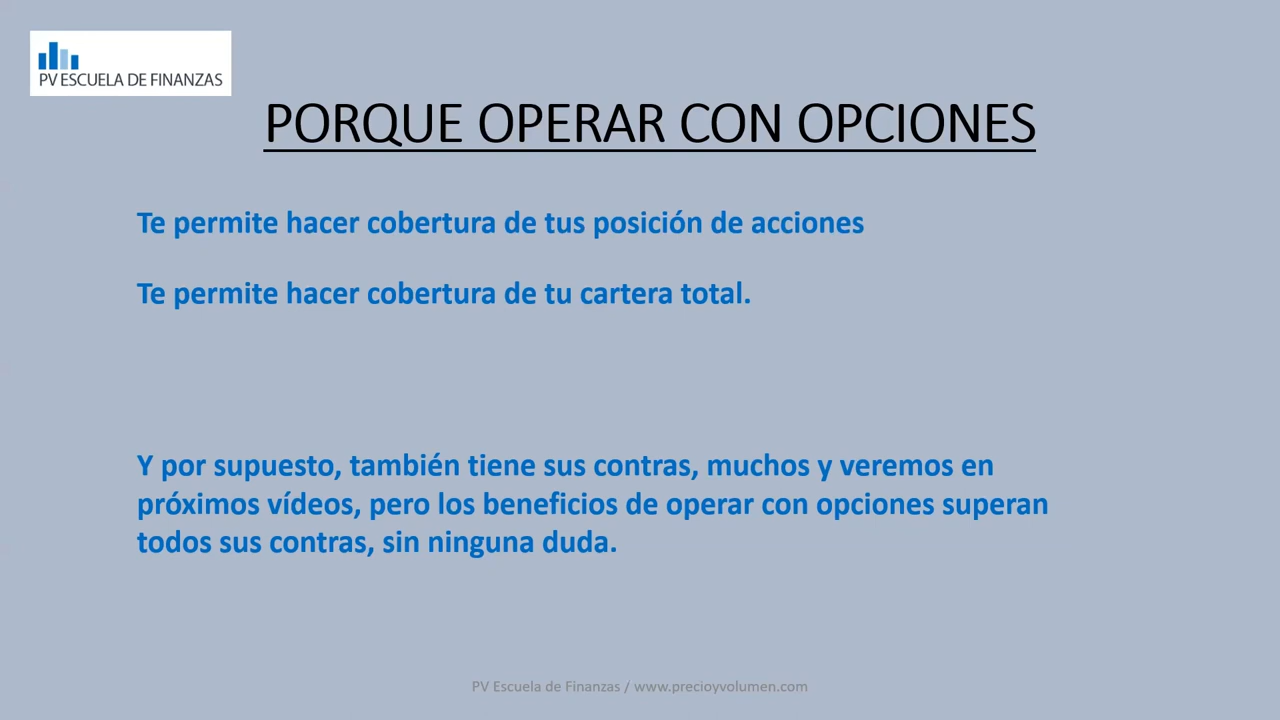 PV ESCUELA DE FINANZAS
PORQUE OPERAR CON OPCIONES
Te permite hacer cobertura de tus posición de acciones
Te permite hacer cobertura de tu cartera total.
Y por supuesto, también tiene sus contras, muchos y veremos en
próximos vídeos, pero los beneficios de operar con opciones superan
todos sus contras, sin ninguna duda.
PV Escuela de Finanzas / www.precioyvolumen.com